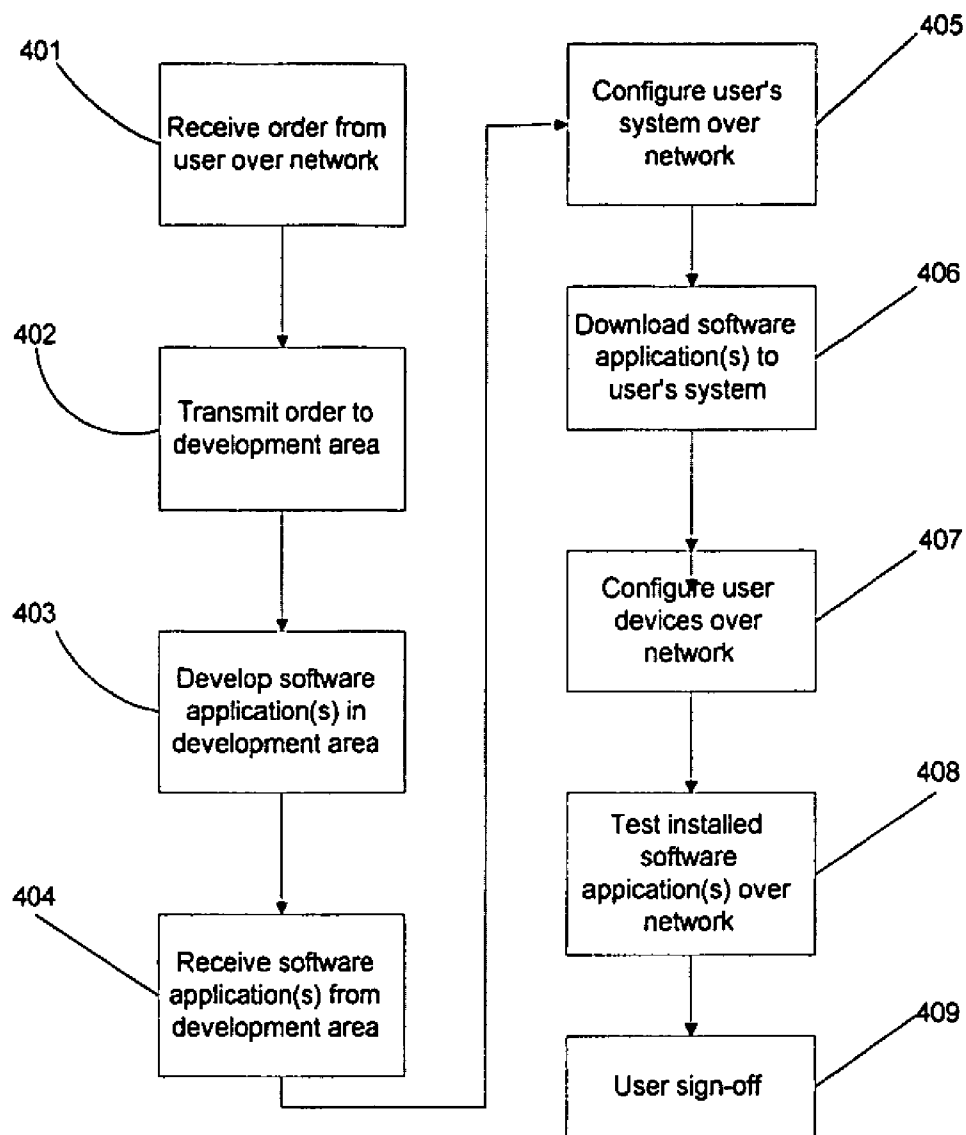 401
Receive order from
user over network
402
Transmit order to
development area
403
Develop software
application(s) in
development area
404
Receive software
application(s) from
development area
405
Configure user's
system over
network
406
Download software
application(s) to
user's system
407
Configure user
devices over
network
408
Test installed
software
appication(s) over
network
409
User sign-off